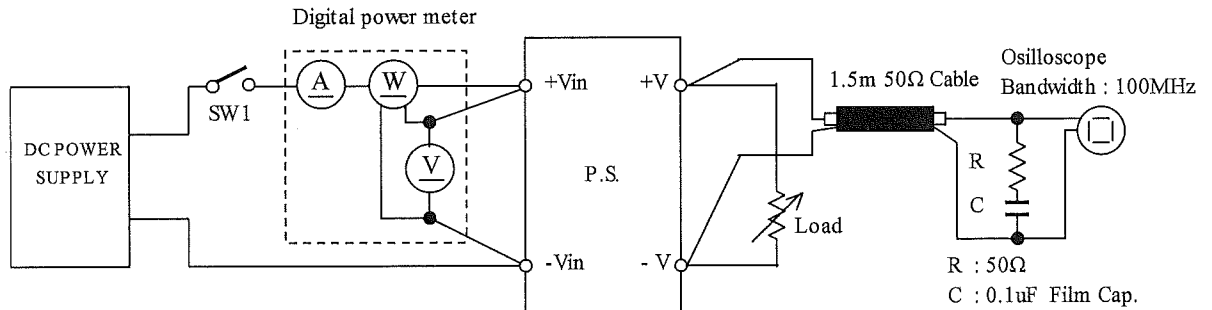 Digital power meter
DC POWER
SUPPLY
SW1
A
W
V
+Vin
-Vin
P.S.
+V
- V
Load
1.5m 50Ω Cable
Osilloscope
Bandwidth : 100MHz
R
C
R : 50Ω
C : 0.1uF Film Cap.